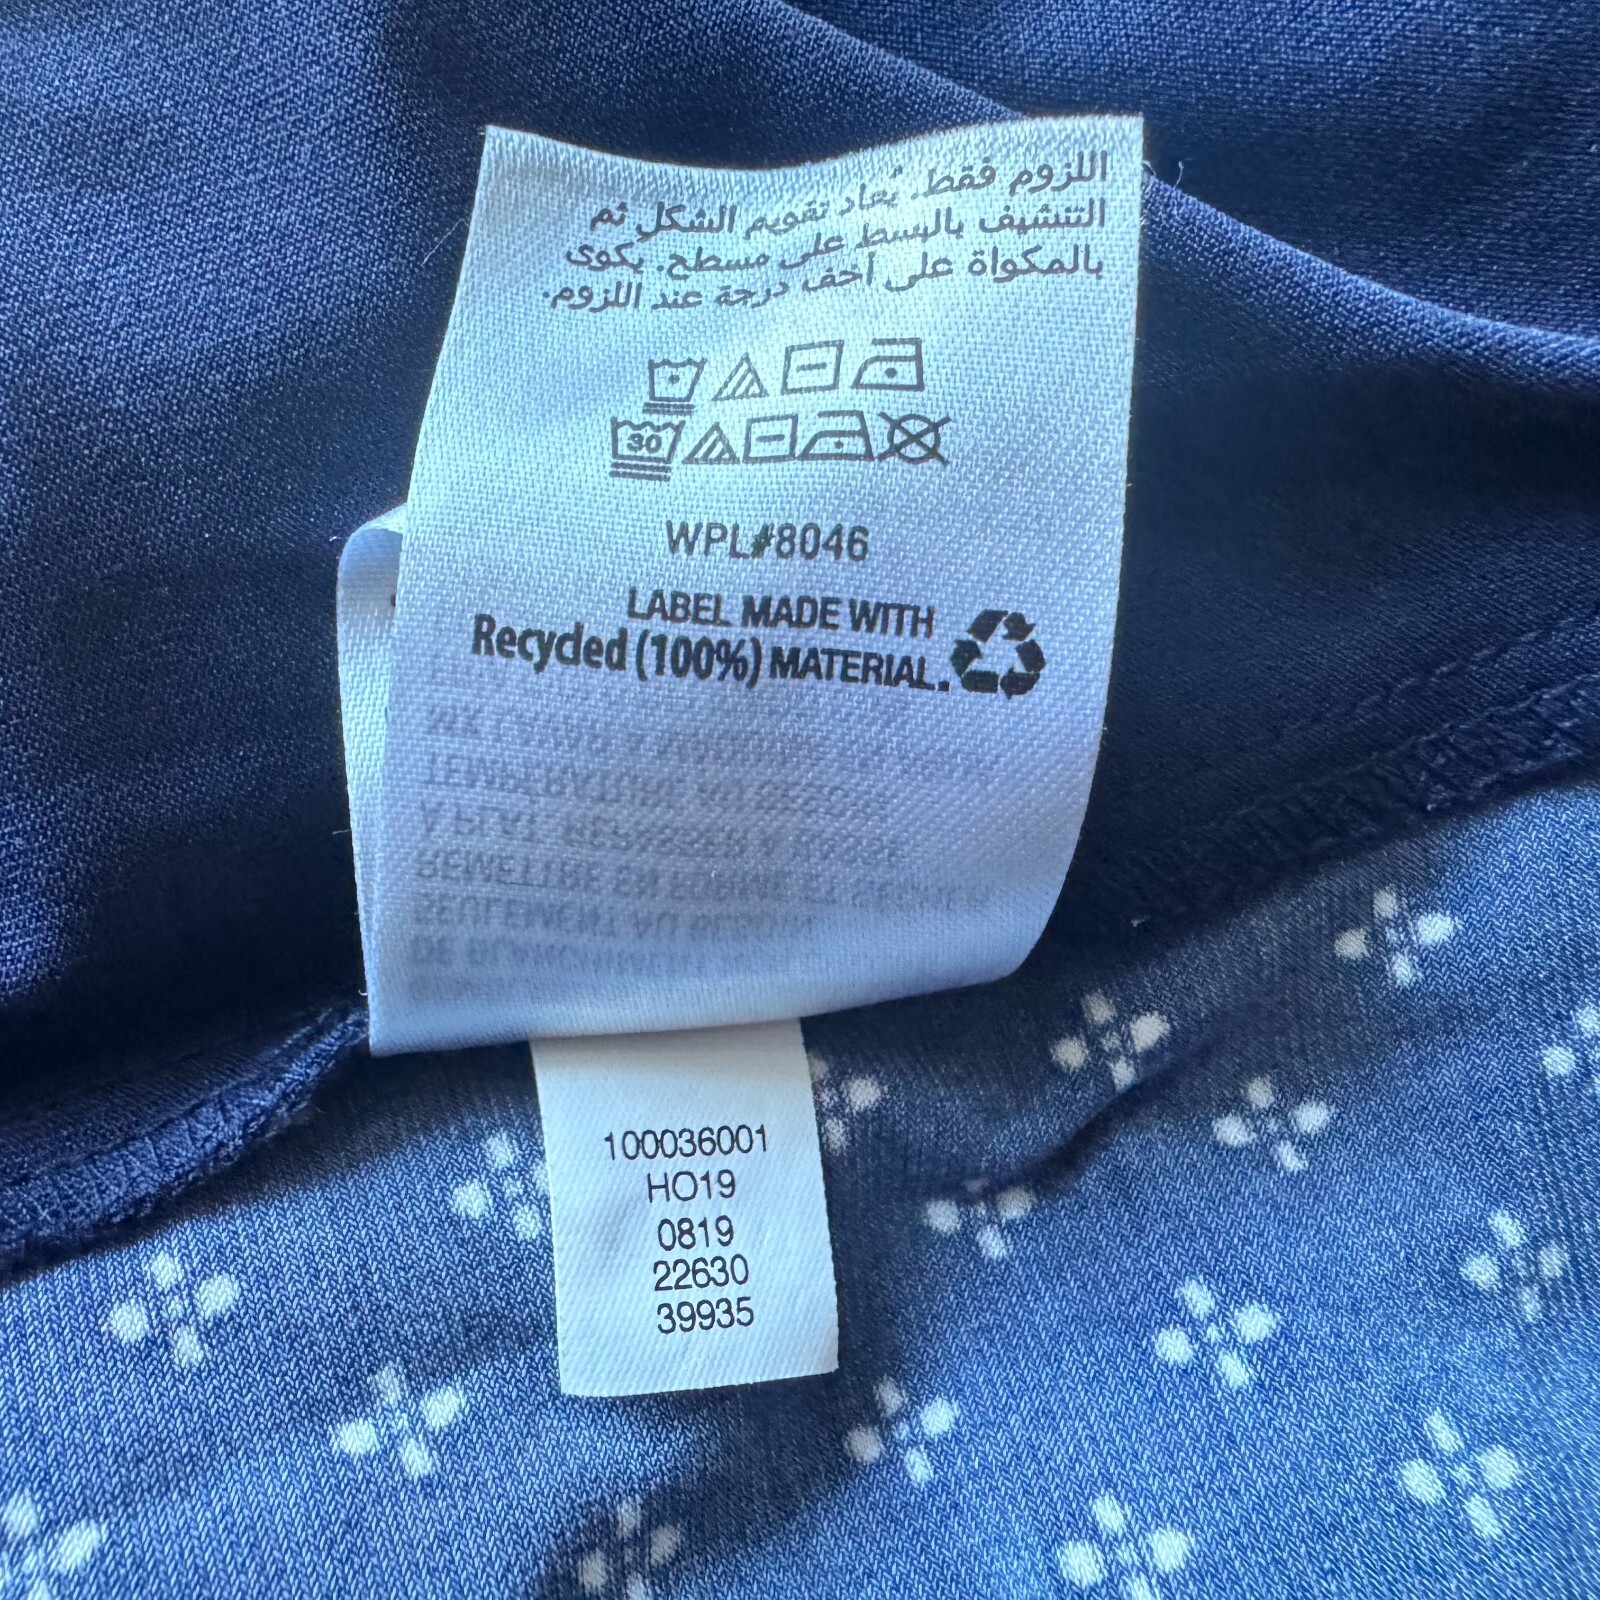 اللزوم فقط. يُعاد تقويم الشكل ثم
التنشيف بالبسط على مسطح. يكوى
بالمكواة على أخف درجة عند اللزوم.
30
WPL#8046
LABEL MADE WITH
Recycled (100%) MATERIAL.
100036001
HO19
0819
22630
39935